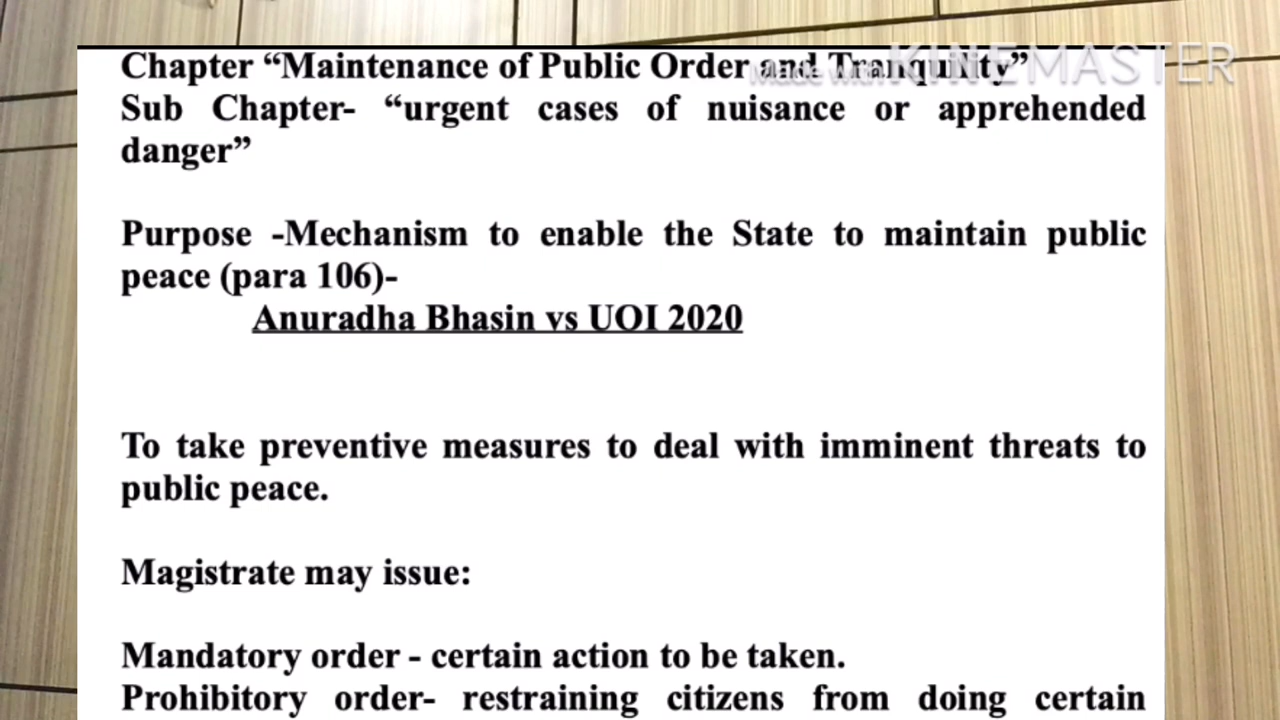 Chapter “Maintenance of Public Order and Tranquility”
Made with KINEMASTER
Sub Chapter- “urgent cases of nuisance or apprehended
danger”
Purpose -Mechanism to enable the State to maintain public
peace (para 106)-
Anuradha Bhasin vs UOI 2020
To take preventive measures to deal with imminent threats to
public peace.
Magistrate may issue:
Mandatory order - certain action to be taken.
Prohibitory order- restraining citizens from doing certain